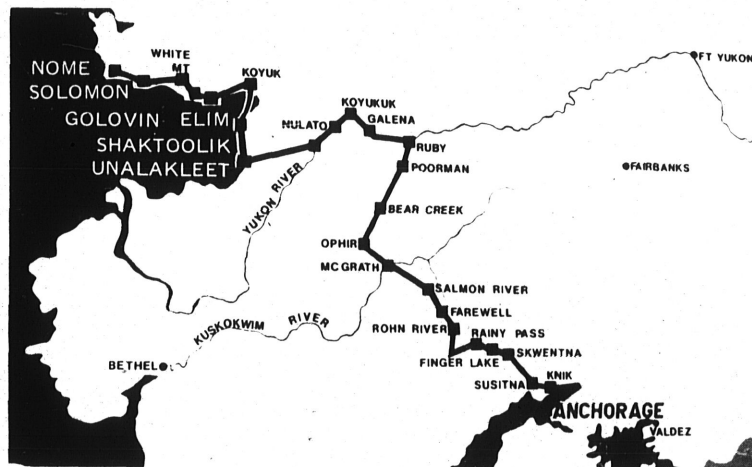 WHITE
MT
NOME
SOLOMON
KOYUK
GOLOVIN ELIM
SHAKTOOLIK
UNALAKLEET
NULATO
KOYUKUK
GALENA
RUBY
POORMAN
FT YUKON
FAIRBANKS
YUKON RIVER
BEAR CREEK
OPHIR
MC GRATH
SALMON RIVER
FAREWELL
ROHN RIVER
RAINY PASS
KUSKOKWIM RIVER
FINGER LAKE
SKWENTNA
BETHEL
SUSITNA
KNIK
ANCHORAGE
VALDEZ